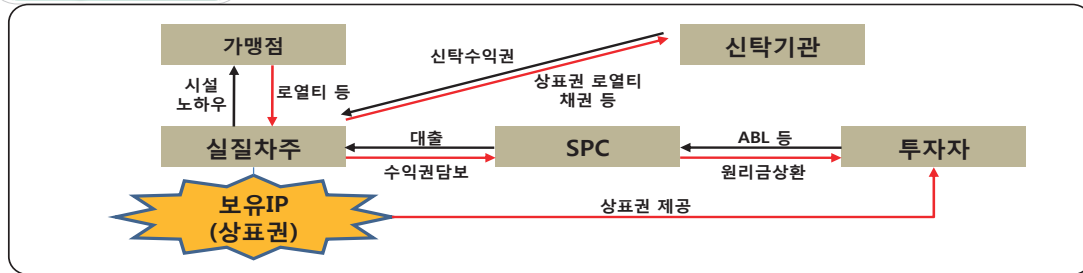 가맹점
신탁기관
신탁수익권
시설
노하우
로열티 등
상표권 로열티
채권 등
실질차주
대출
수익권담보
SPC
ABL 등
원리금상환
투자자
보유IP
(상표권)
상표권 제공